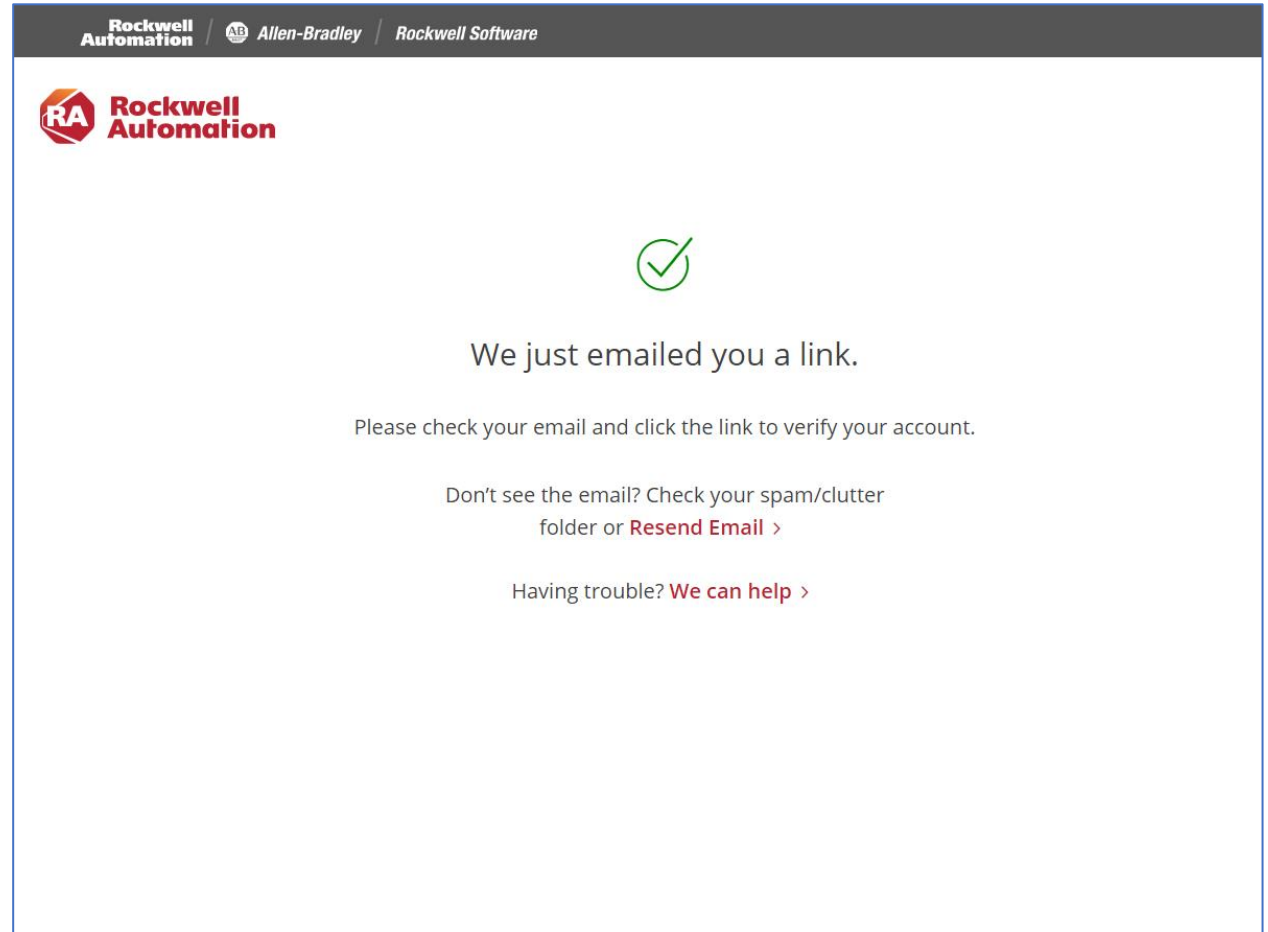 Rockwell Automation / AB Allen-Bradley / Rockwell Software
RA Rockwell
Automation
We just emailed you a link.
Please check your email and click the link to verify your account.
Don’t see the email? Check your spam/clutter
folder or Resend Email >
Having trouble? We can help >